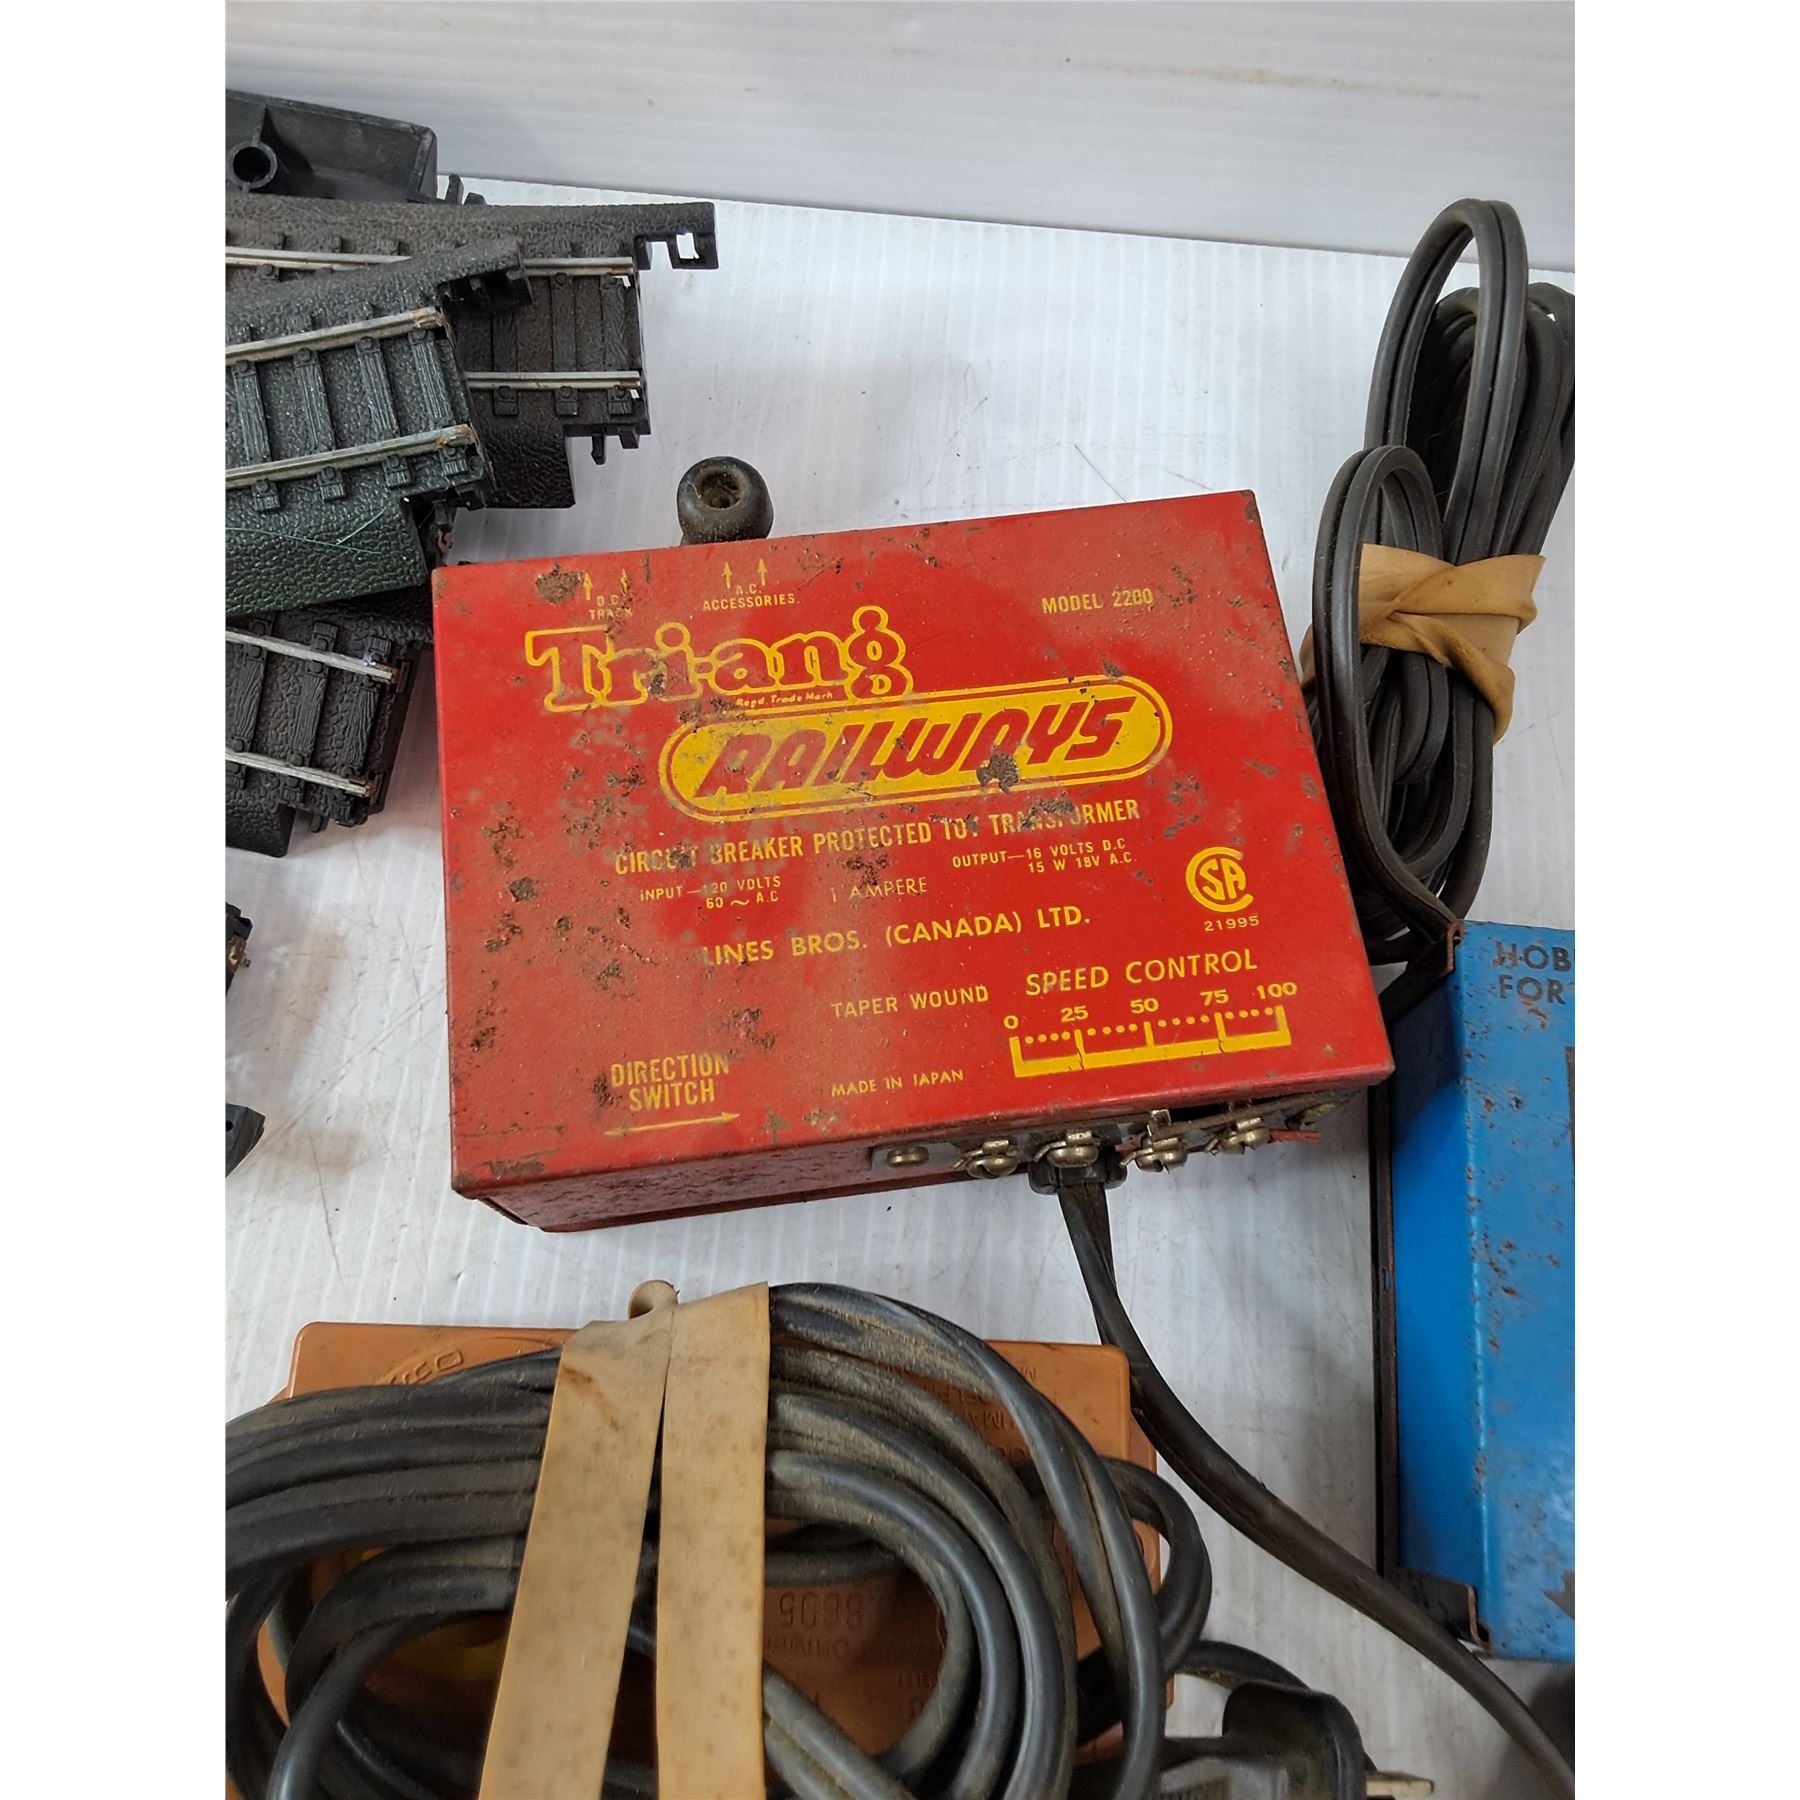 D.C. TRACK
A.C. ACCESSORIES
MODEL 2200
Tri-ang
Regd. Trade Mark
RAILWAYS
CIRCUIT BREAKER PROTECTED TOY TRANSFORMER
INPUT—120 VOLTS
60 ~ A.C.
1 AMPERE
OUTPUT—16 VOLTS D.C
15 W 18V A.C.
LINES BROS. (CANADA) LTD.
21995
TAPER WOUND
SPEED CONTROL
0 25 50 75 100
DIRECTION
SWITCH
MADE IN JAPAN
FOR